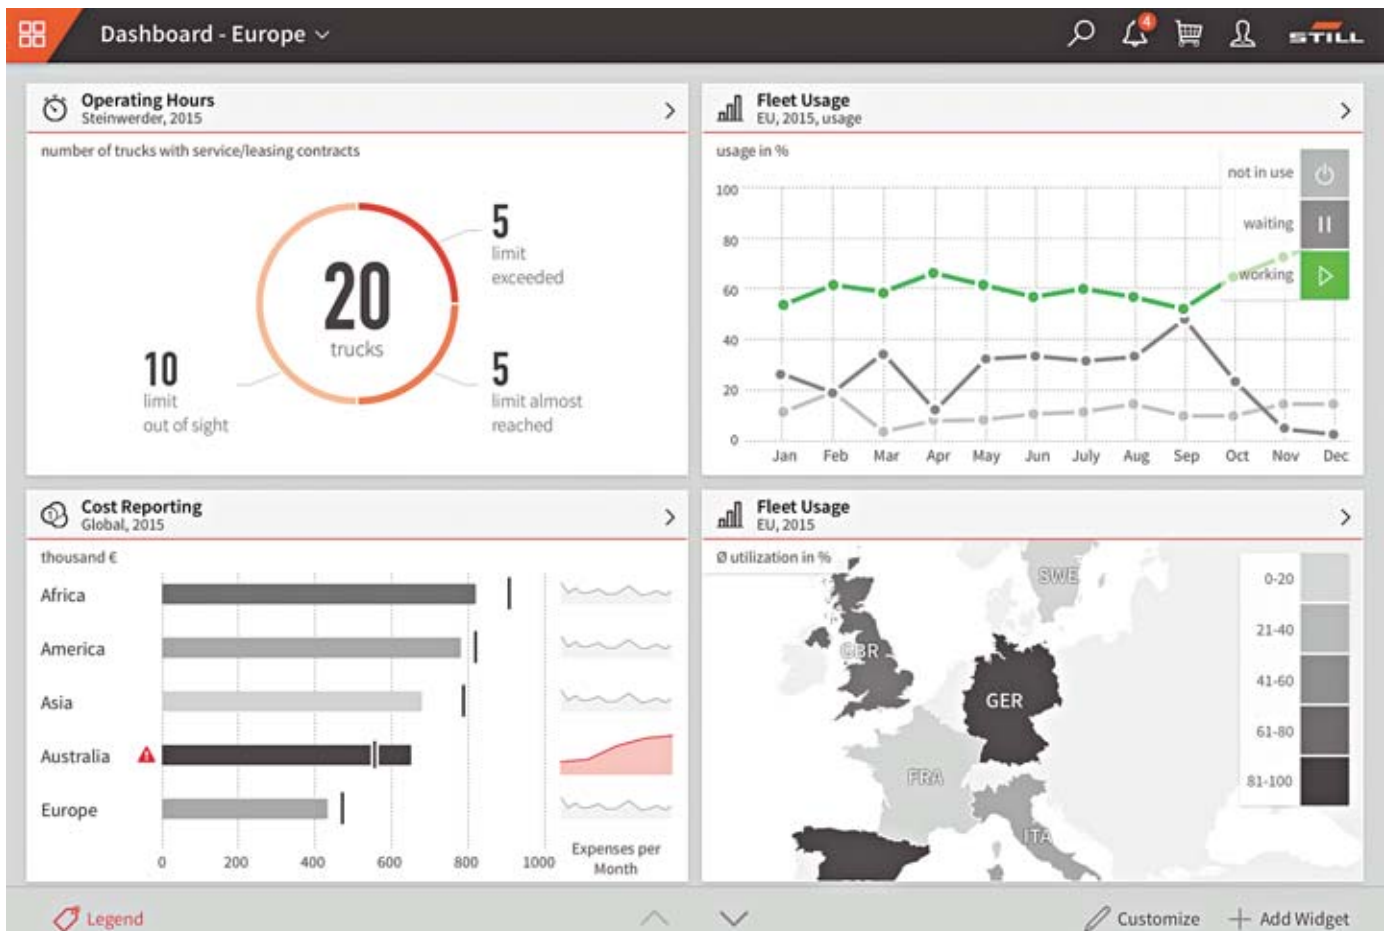 Dashboard - Europe
4
STILL
Operating Hours
Steinwerder, 2015
number of trucks with service/leasing contracts
20
trucks
5
limit
exceeded
10
limit
out of sight
5
limit almost
reached
Fleet Usage
EU, 2015, usage
usage in %
not in use
waiting
working
100
80
60
40
20
0
Jan Feb Mar Apr May Jun July Aug Sep Oct Nov Dec
Cost Reporting
Global, 2015
thousand €
Africa
America
Asia
Australia
Europe
0 200 400 600 800 1000
Expenses per
Month
Fleet Usage
EU, 2015
Ø utilization in %
SWE
GBR
GER
FRA
ITA
0-20
21-40
41-60
61-80
81-100
Legend
Customize
Add Widget